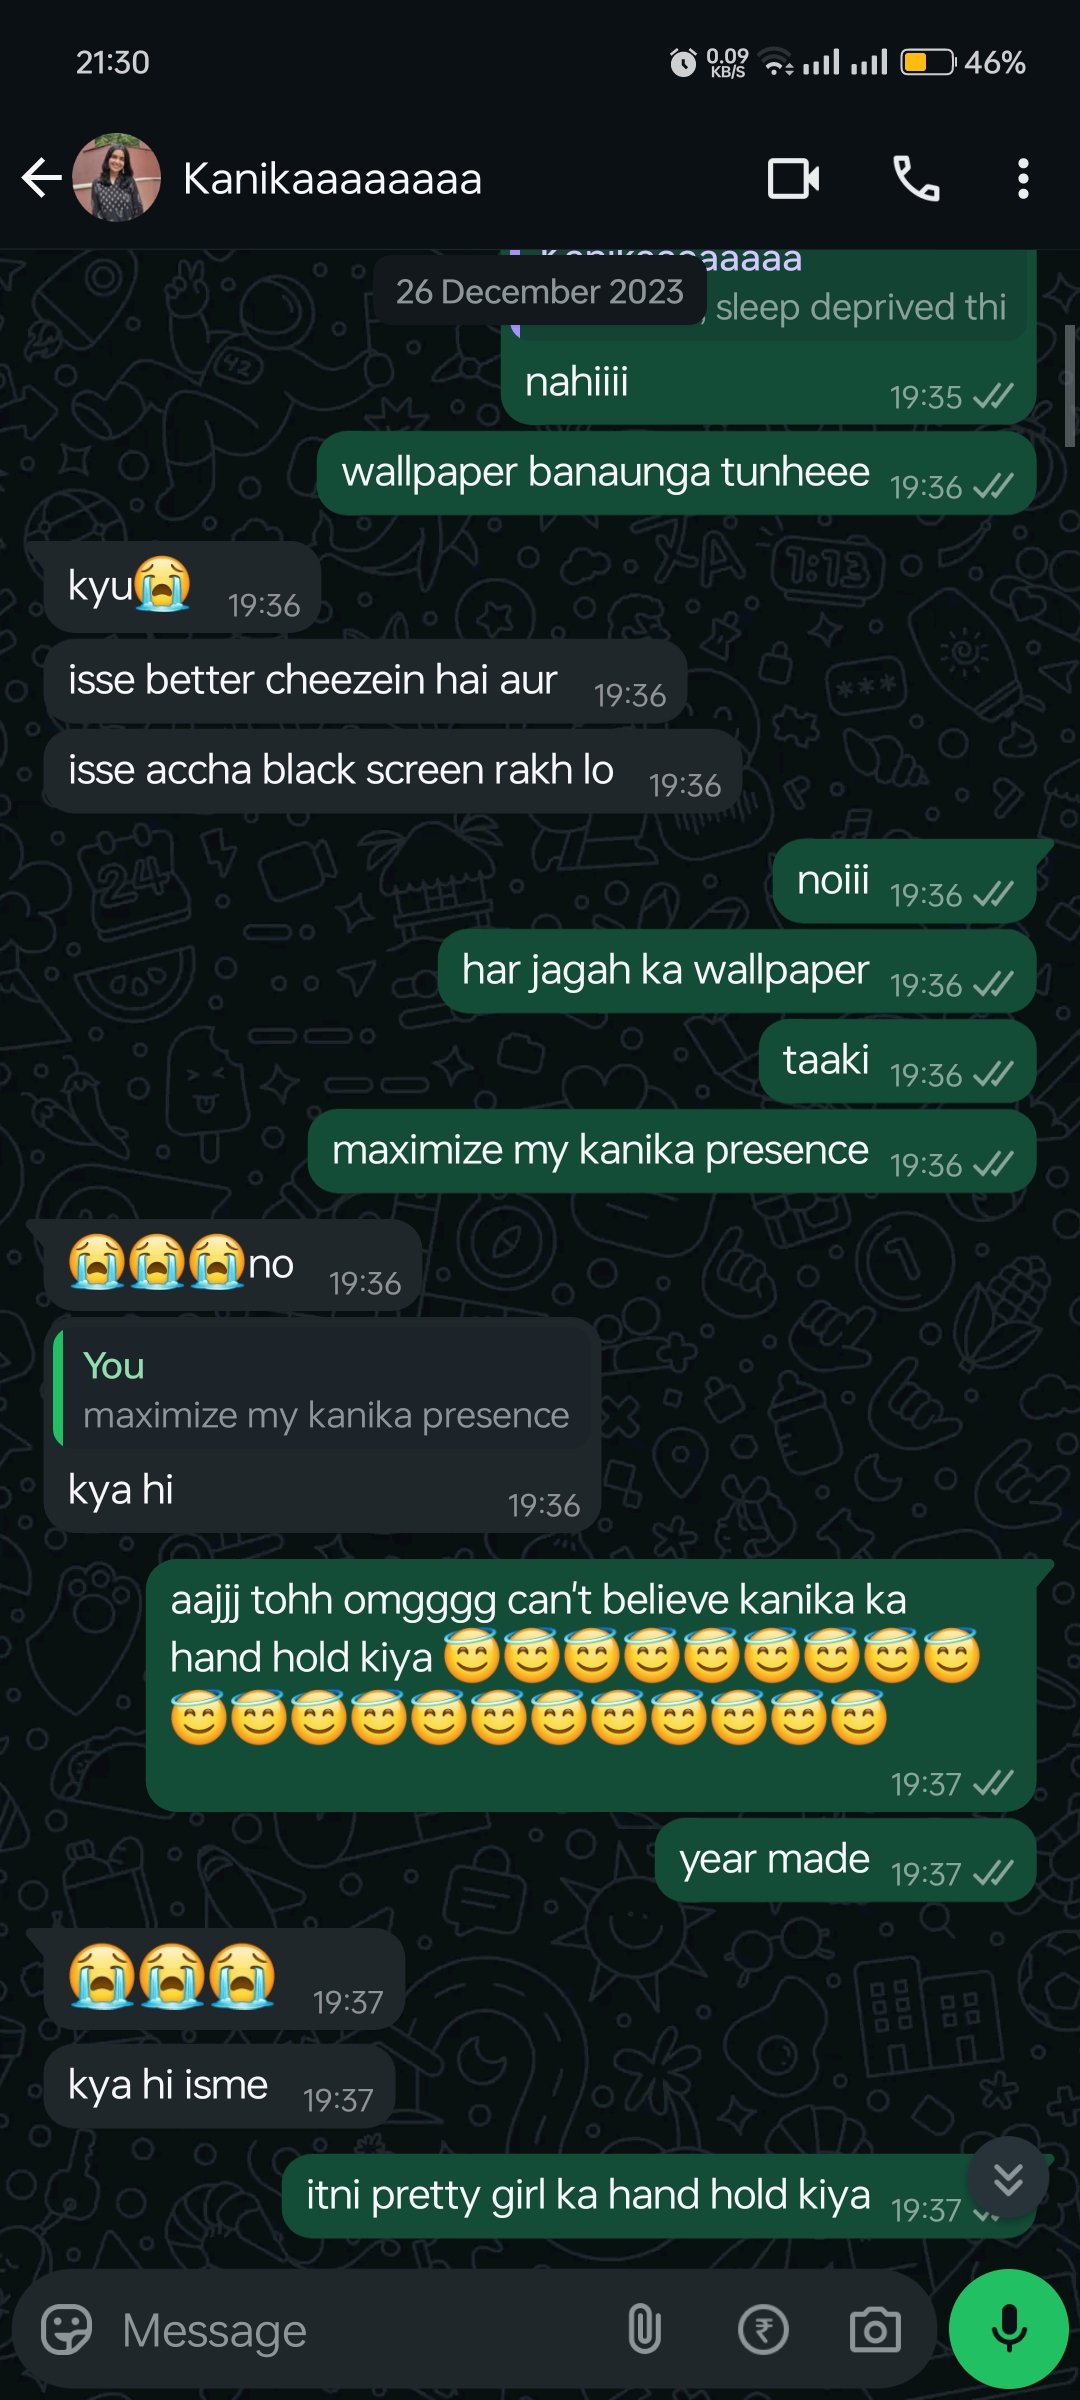 21:30
0.09
KB/S
46%
Kanikaaaaaaaa
26 December 2023
sleep deprived thi
nahiiii
19:35
wallpaper banaunga tunheee 19:36
kyu😭 19:36
isse better cheezein hai aur 19:36
isse accha black screen rakh lo 19:36
noiii 19:36
har jagah ka wallpaper 19:36
taaki 19:36
maximize my kanika presence 19:36
😭😭😭no 19:36
You
maximize my kanika presence
kya hi 19:36
aajjj tohh omgggg can't believe kanika ka
hand hold kiya 😇😇😇😇😇😇😇😇😇
😇😇😇😇😇😇😇😇😇😇😇😇
19:37
year made 19:37
😭😭😭 19:37
kya hi isme 19:37
itni pretty girl ka hand hold kiya 19:37
Message